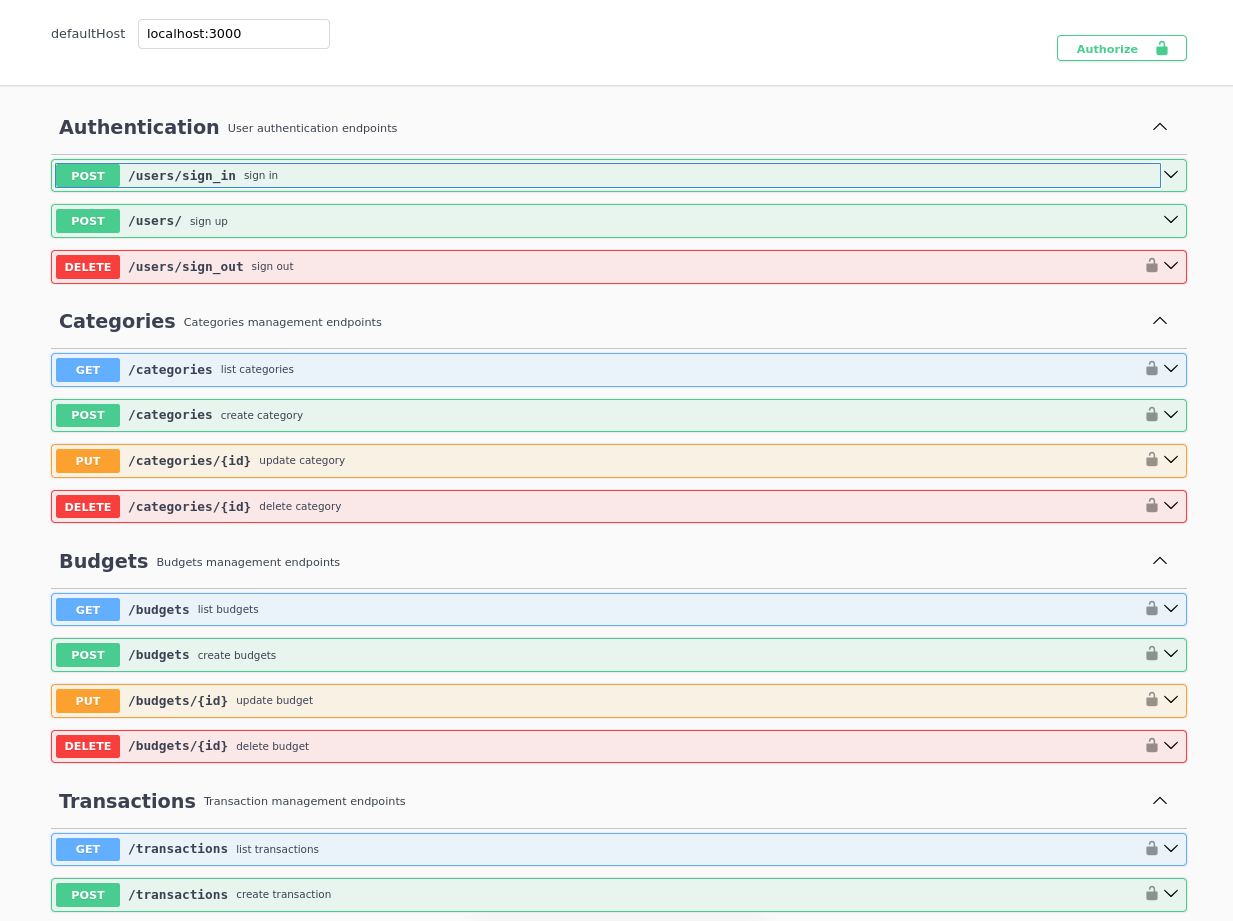 defaultHost localhost:3000
Authorize
Authentication User authentication endpoints
POST /users/sign_in sign in
POST /users/ sign up
DELETE /users/sign_out sign out
Categories Categories management endpoints
GET /categories list categories
POST /categories create category
PUT /categories/{id} update category
DELETE /categories/{id} delete category
Budgets Budgets management endpoints
GET /budgets list budgets
POST /budgets create budgets
PUT /budgets/{id} update budget
DELETE /budgets/{id} delete budget
Transactions Transaction management endpoints
GET /transactions list transactions
POST /transactions create transaction